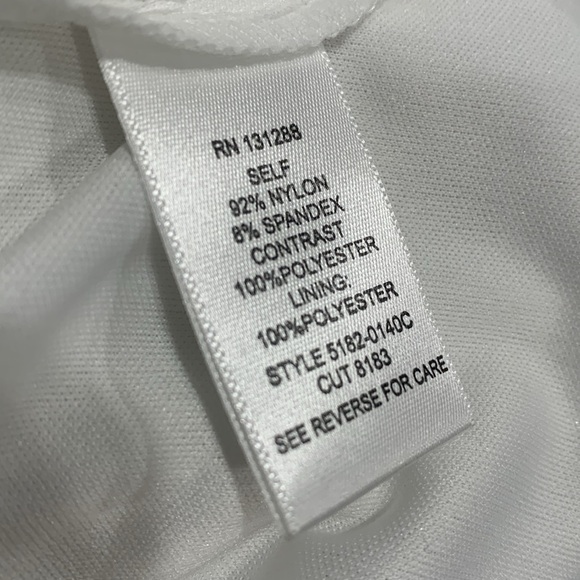 RN 131288
SELF
92% NYLON
8% SPANDEX
CONTRAST
100%POLYESTER
LINING:
100%POLYESTER
STYLE 5182-0140C
CUT 8183
SEE REVERSE FOR CARE